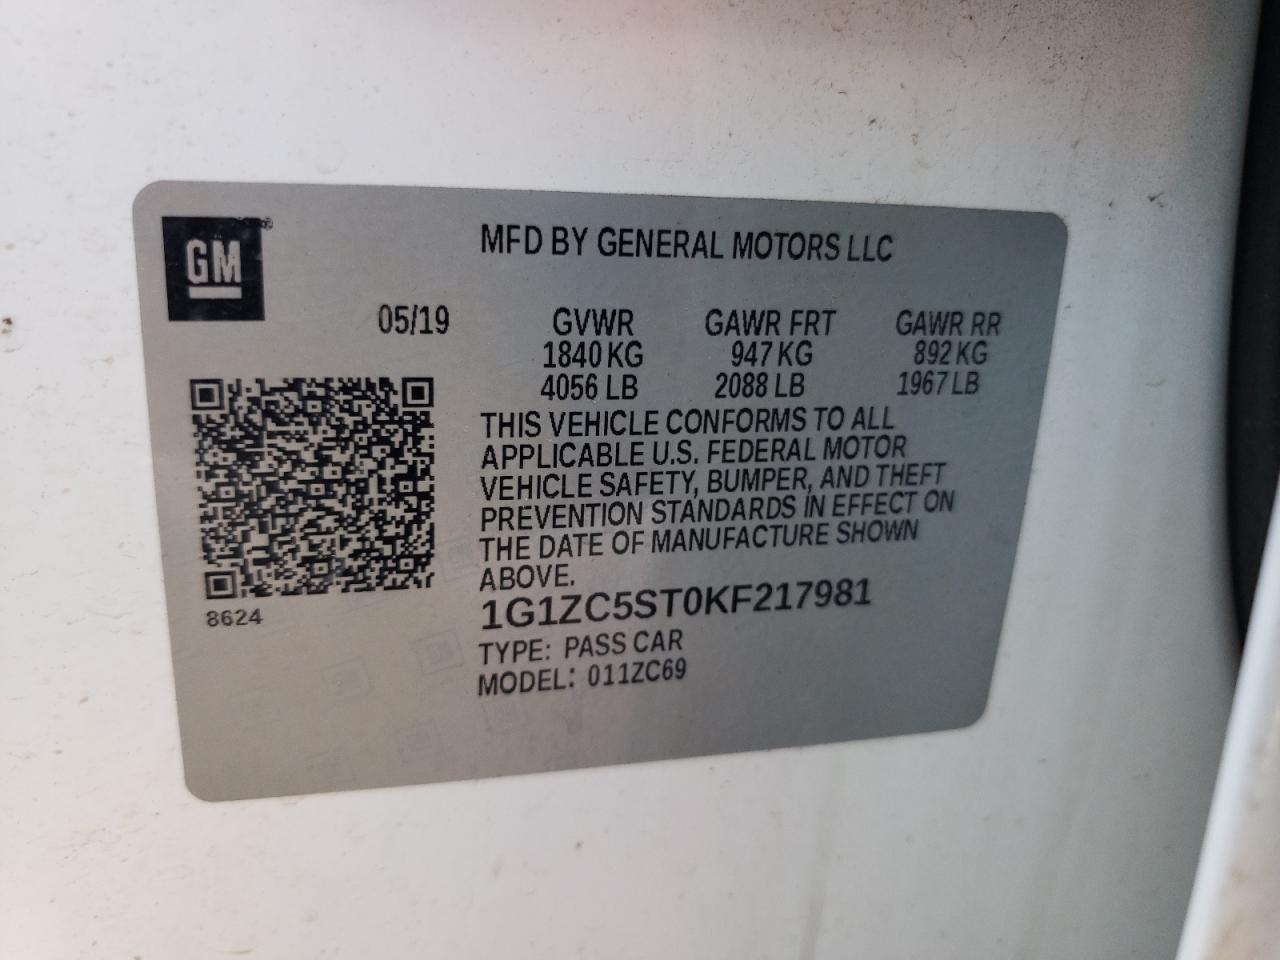 GM®
MFD BY GENERAL MOTORS LLC
05/19 GVWR GAWR FRT GAWR RR
1840 KG 947 KG 892 KG
4056 LB 2088 LB 1967 LB
THIS VEHICLE CONFORMS TO ALL
APPLICABLE U.S. FEDERAL MOTOR
VEHICLE SAFETY, BUMPER, AND THEFT
PREVENTION STANDARDS IN EFFECT ON
THE DATE OF MANUFACTURE SHOWN
ABOVE.
8624
1G1ZC5ST0KF217981
TYPE: PASS CAR
MODEL: 011ZC69